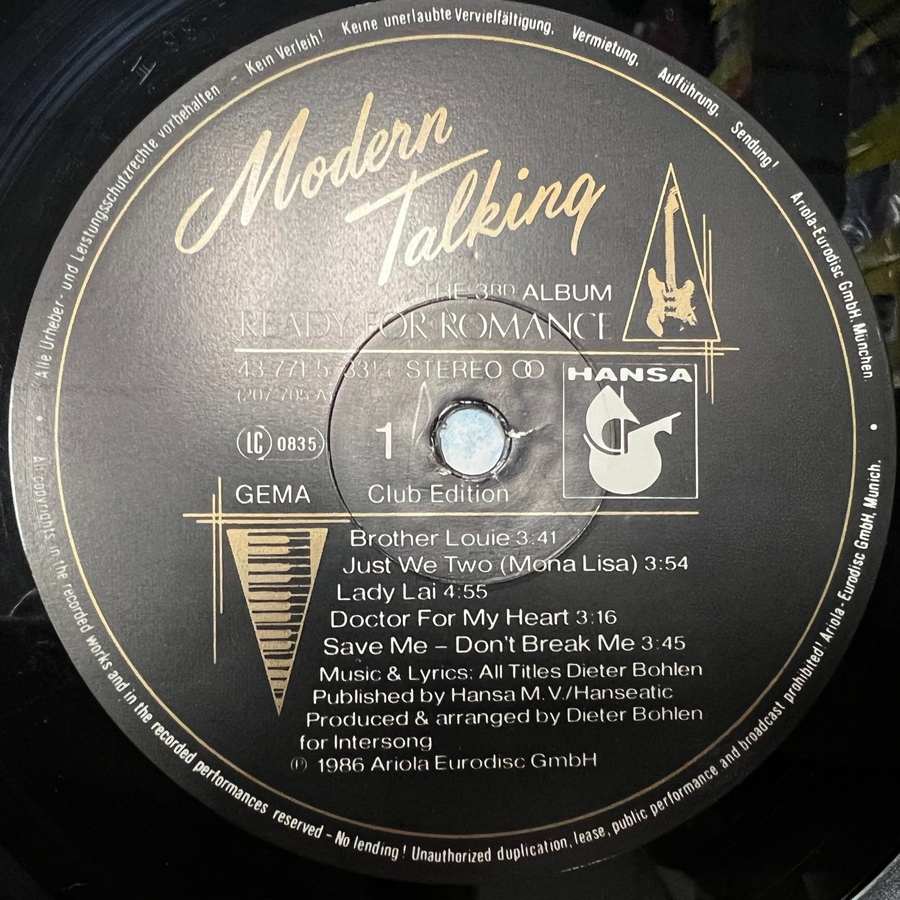 • Alle Urheber- und Leistungsschutzrechte vorbehalten – Kein Verleih! Keine unerlaubte Vervielfältigung, Vermietung, Aufführung, Sendung! Ariola-Eurodisc GmbH, München.
Modern
Talking
THE 3RD ALBUM
READY FOR ROMANCE
43 771 5 STEREO
(207 705-A)
HANSA
LC 0835
1
GEMA
Club Edition
Brother Louie 3:41
Just We Two (Mona Lisa) 3:54
Lady Lai 4:55
Doctor For My Heart 3:16
Save Me – Don't Break Me 3:45
Music & Lyrics: All Titles Dieter Bohlen
Published by Hansa M.V./Hanseatic
Produced & arranged by Dieter Bohlen
for Intersong
℗ 1986 Ariola Eurodisc GmbH
All copyrights in the recorded works and in the recorded performances reserved – No lending! Unauthorized duplication, lease, public performance and broadcast prohibited! Ariola-Eurodisc GmbH, Munich. •